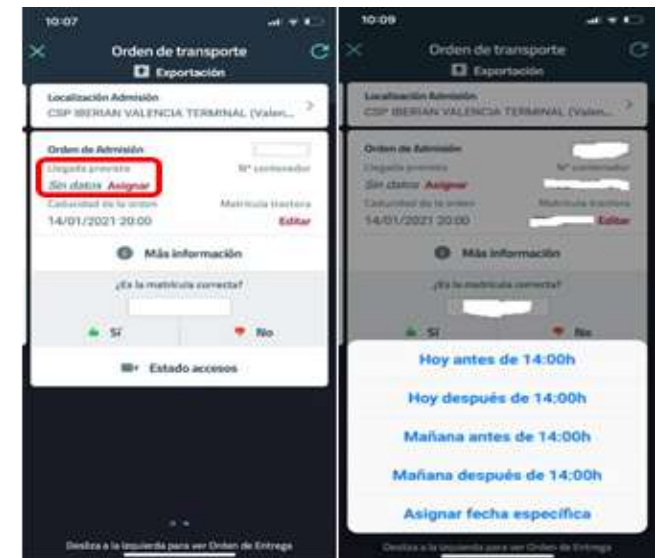 10:07
Orden de transporte
Exportación
Localización Admisión
CSP IBERIAN VALENCIA TERMINAL (Valen...
Orden de Admisión
Llegada prevista
Nº contenedor
Sin datos Asignar
Caducidad de la orden
Matrícula tractora
14/01/2021 20:00
Editar
Más información
¿Es la matrícula correcta?
Sí
No
Estado accesos
Desliza a la izquierda para ver Orden de Entrega
10:09
Orden de transporte
Exportación
Localización Admisión
CSP IBERIAN VALENCIA TERMINAL (Valen...
Orden de Admisión
Llegada prevista
Nº contenedor
Sin datos Asignar
Caducidad de la orden
Matrícula tractora
14/01/2021 20:00
Editar
Más información
¿Es la matrícula correcta?
Sí
No
Hoy antes de 14:00h
Hoy después de 14:00h
Mañana antes de 14:00h
Mañana después de 14:00h
Asignar fecha específica
Desliza a la izquierda para ver Orden de Entrega